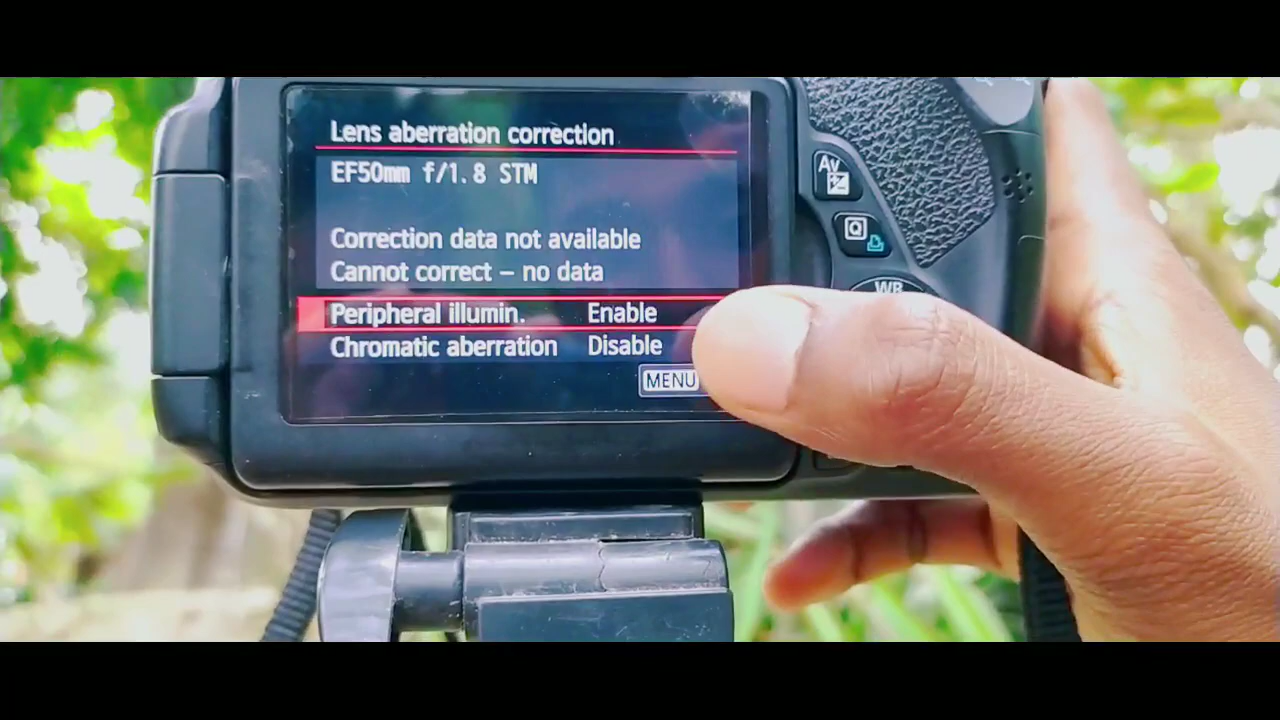 Lens aberration correction
EF50mm f/1.8 STM
Correction data not available
Cannot correct – no data
Peripheral illumin. Enable
Chromatic aberration Disable
MENU
Av
Q
WB